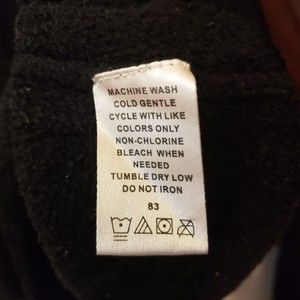 MACHINE WASH
COLD GENTLE
CYCLE WITH LIKE
COLORS ONLY
NON-CHLORINE
BLEACH WHEN
NEEDED
TUMBLE DRY LOW
DO NOT IRON
83